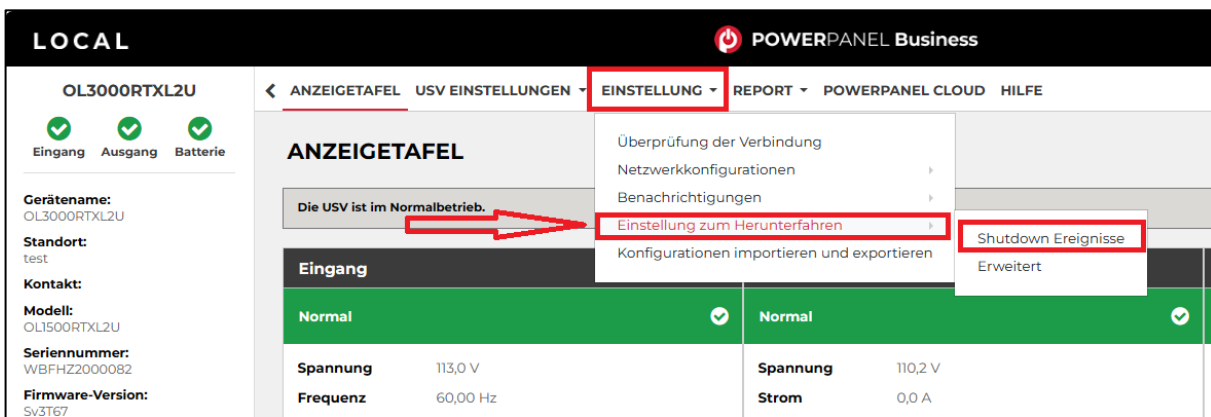 LOCAL
POWERPANEL Business
OL3000RTXL2U
Eingang Ausgang Batterie
Gerätename:
OL3000RTXL2U
Standort:
test
Kontakt:
Modell:
OL1500RTXL2U
Seriennummer:
WBFHZ2000082
Firmware-Version:
Sv3T67
ANZEIGETAFEL USV EINSTELLUNGEN EINSTELLUNG REPORT POWERPANEL CLOUD HILFE
ANZEIGETAFEL
Die USV ist im Normalbetrieb.
Überprüfung der Verbindung
Netzwerkkonfigurationen
Benachrichtigungen
Einstellung zum Herunterfahren
Konfigurationen importieren und exportieren
Shutdown Ereignisse
Erweitert
Eingang
Normal
Spannung 113,0 V
Frequenz 60,00 Hz
Normal
Spannung 110,2 V
Strom 0,0 A